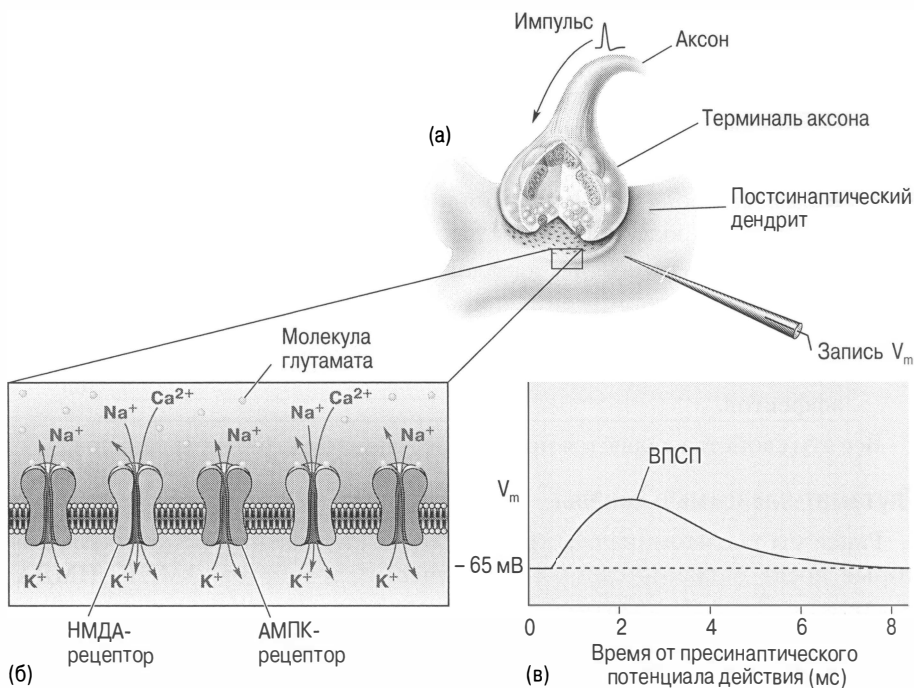 Импульс
Аксон
(а)
Терминаль аксона
Постсинаптический
дендрит
Запись Vm
Молекула
глутамата
Na⁺
Na⁺
Ca²⁺
Na⁺
Na⁺
Ca²⁺
Na⁺
K⁺
K⁺
K⁺
K⁺
K⁺
НМДА-
рецептор
АМПК-
рецептор
(б)
ВПСП
Vm
– 65 мВ
0 2 4 6 8
Время от пресинаптического
потенциала действия (мс)
(в)